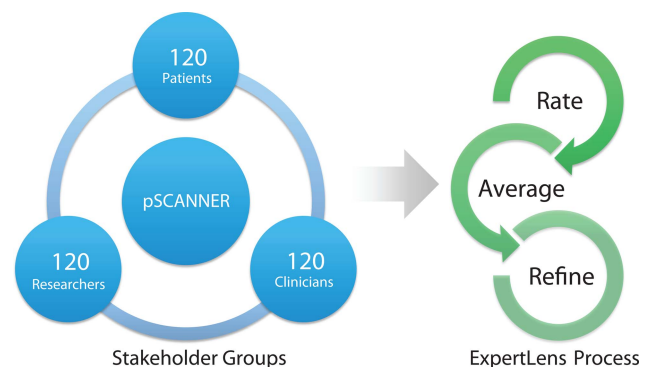 120
Patients
pSCANNER
120
Researchers
120
Clinicians
Stakeholder Groups
Rate
Average
Refine
ExpertLens Process